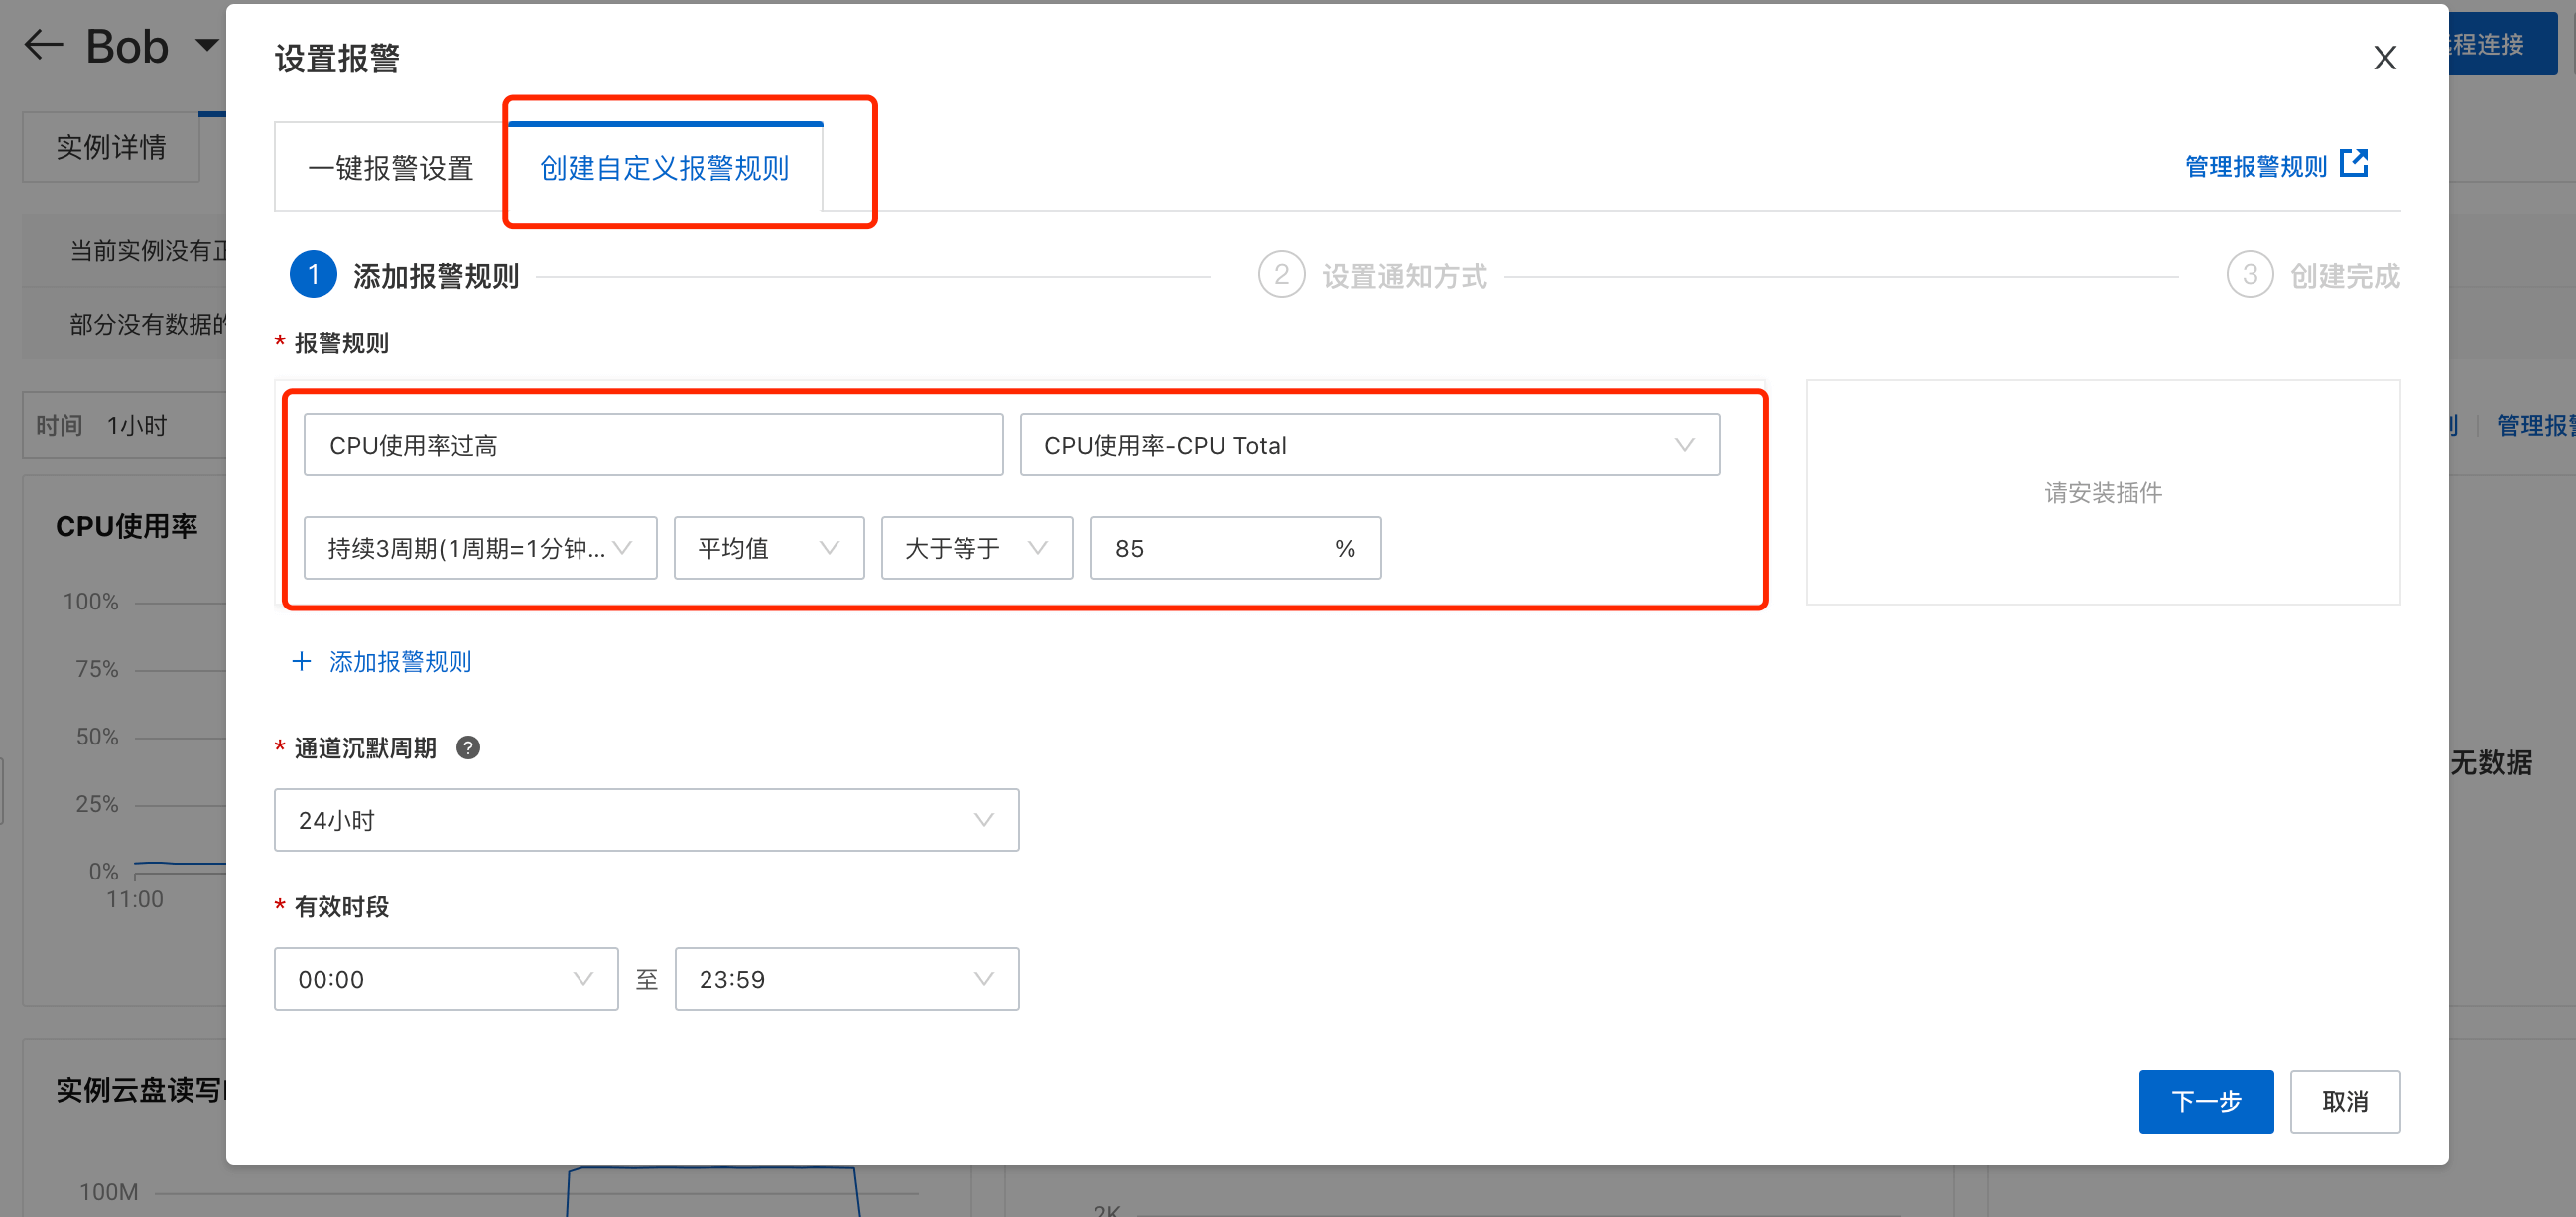 Bob
程连接
实例详情
当前实例没有
部分没有数据
时间 1小时
管理报
CPU使用率
100%
75%
50%
25%
0%
11:00
无数据
实例云盘读写
100M
2K
设置报警
X
一键报警设置
创建自定义报警规则
管理报警规则
1 添加报警规则
2 设置通知方式
3 创建完成
* 报警规则
CPU使用率过高
CPU使用率-CPU Total
持续3周期(1周期=1分钟...
平均值
大于等于
85 %
请安装插件
+ 添加报警规则
* 通道沉默周期 ?
24小时
* 有效时段
00:00 至 23:59
下一步
取消